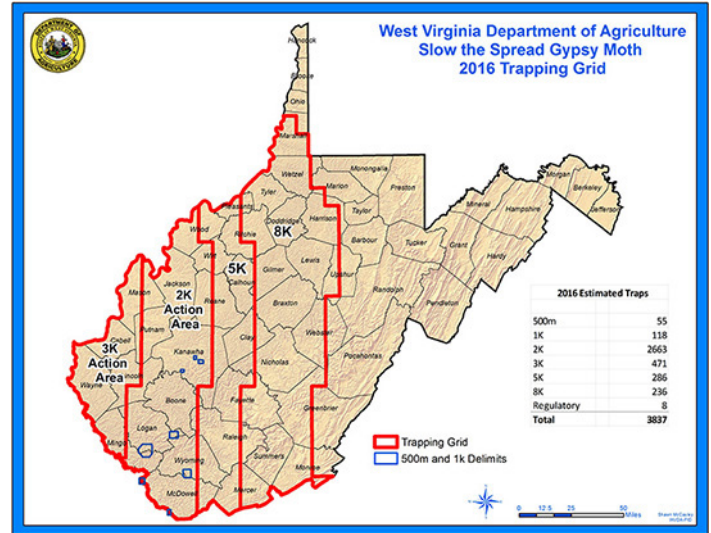 West Virginia Department of Agriculture
Slow the Spread Gypsy Moth
2016 Trapping Grid
DEPARTMENT OF
AGRICULTURE
Hancock
Brooke
Ohio
Marshall
Wetzel
Monongalia
Preston
Marion
Tyler
Pleasants
Doddridge
Harrison
Taylor
Morgan
Berkeley
Jefferson
Mineral
Hampshire
Wood
Ritchie
8K
Barbour
Tucker
Grant
Hardy
Wirt
5K
Gilmer
Lewis
Upshur
Randolph
Pendleton
Mason
Jackson
2K
Action
Area
Roane
Calhoun
Braxton
Webster
Putnam
Cabell
3K
Action
Area
Kanawha
Clay
Nicholas
Pocahontas
Wayne
Lincoln
Boone
Fayette
Greenbrier
Logan
Mingo
Wyoming
Raleigh
Summers
Monroe
McDowell
Mercer
2016 Estimated Traps
500m 55
1K 118
2K 2663
3K 471
5K 286
8K 236
Regulatory 8
Total 3837
Trapping Grid
500m and 1k Delimits
0 12.5 25 50
Miles